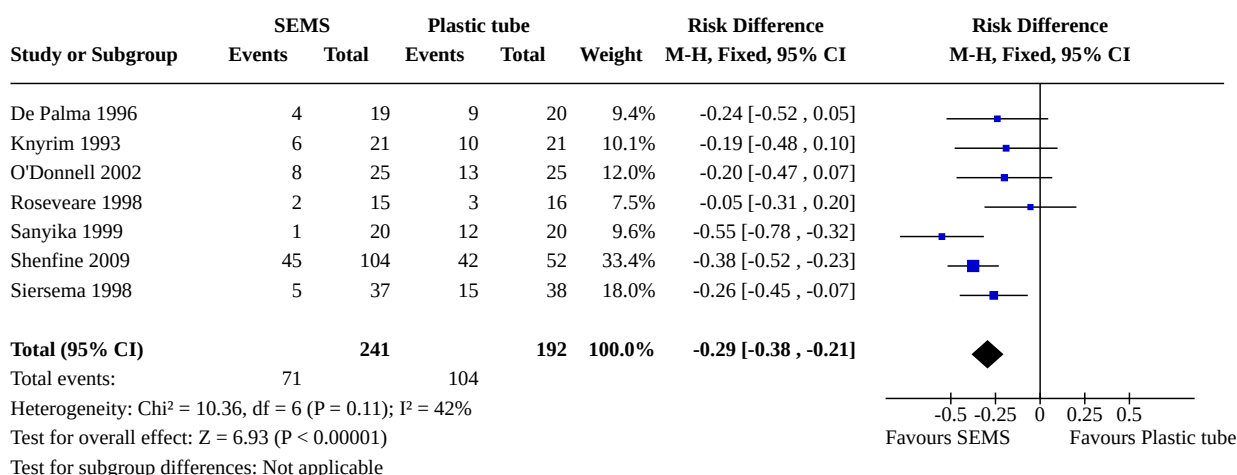 SEMS Plastic tube Risk Difference Risk Difference
Study or Subgroup Events Total Events Total Weight M-H, Fixed, 95% CI M-H, Fixed, 95% CI
De Palma 1996 4 19 9 20 9.4% -0.24 [-0.52 , 0.05]
Knyrim 1993 6 21 10 21 10.1% -0.19 [-0.48 , 0.10]
O'Donnell 2002 8 25 13 25 12.0% -0.20 [-0.47 , 0.07]
Roseveare 1998 2 15 3 16 7.5% -0.05 [-0.31 , 0.20]
Sanyika 1999 1 20 12 20 9.6% -0.55 [-0.78 , -0.32]
Shenfine 2009 45 104 42 52 33.4% -0.38 [-0.52 , -0.23]
Siersema 1998 5 37 15 38 18.0% -0.26 [-0.45 , -0.07]
Total (95% CI) 241 192 100.0% -0.29 [-0.38 , -0.21]
Total events: 71 104
Heterogeneity: Chi² = 10.36, df = 6 (P = 0.11); I² = 42%
-0.5 -0.25 0 0.25 0.5
Test for overall effect: Z = 6.93 (P < 0.00001) Favours SEMS Favours Plastic tube
Test for subgroup differences: Not applicable